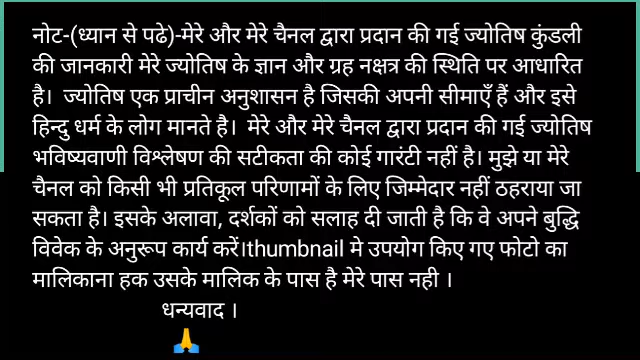 नोट-(ध्यान से पढे)-मेरे और मेरे चैनल द्वारा प्रदान की गई ज्योतिष कुंडली
की जानकारी मेरे ज्योतिष के ज्ञान और ग्रह नक्षत्र की स्थिति पर आधारित
है।  ज्योतिष एक प्राचीन अनुशासन है जिसकी अपनी सीमाएँ हैं और इसे
हिन्दु धर्म के लोग मानते है।  मेरे और मेरे चैनल द्वारा प्रदान की गई ज्योतिष
भविष्यवाणी विश्लेषण की सटीकता की कोई गारंटी नहीं है। मुझे या मेरे
चैनल को किसी भी प्रतिकूल परिणामों के लिए जिम्मेदार नहीं ठहराया जा
सकता है। इसके अलावा, दर्शकों को सलाह दी जाती है कि वे अपने बुद्धि
विवेक के अनुरूप कार्य करें।thumbnail मे उपयोग किए गए फोटो का
मालिकाना हक उसके मालिक के पास है मेरे पास नही ।
धन्यवाद ।
🙏